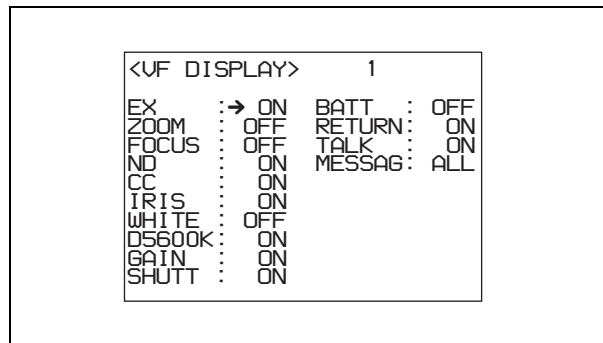 <VF DISPLAY> 1
EX :→ ON BATT : OFF
ZOOM : OFF RETURN: ON
FOCUS : OFF TALK : ON
ND : ON MESSAG: ALL
CC : ON
IRIS : ON
WHITE : OFF
D5600K: ON
GAIN : ON
SHUTT : ON